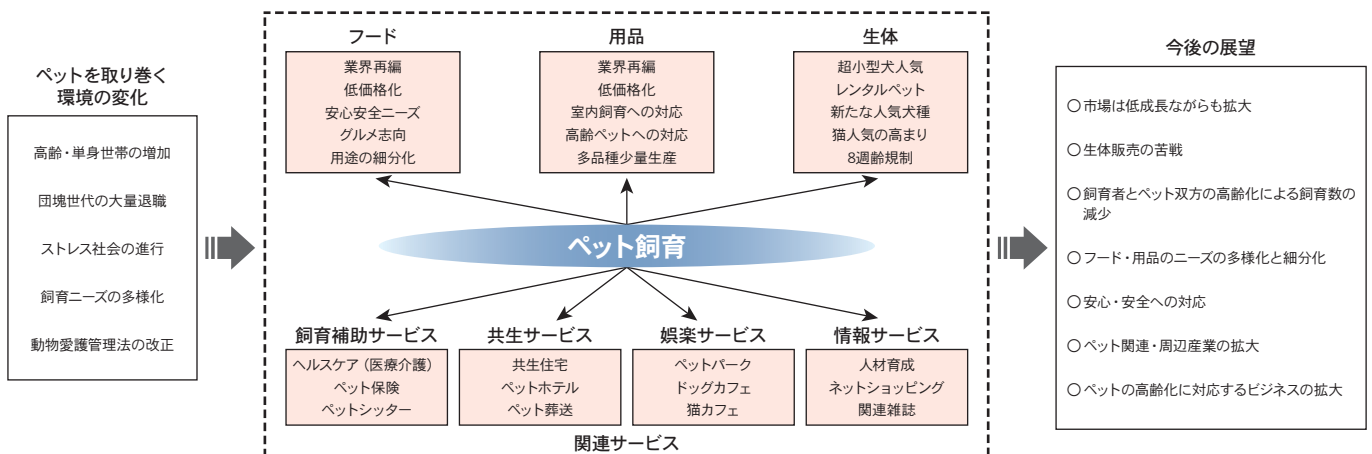 ペットを取り巻く
環境の変化
高齢・単身世帯の増加
団塊世代の大量退職
ストレス社会の進行
飼育ニーズの多様化
動物愛護管理法の改正
フード
業界再編
低価格化
安心安全ニーズ
グルメ志向
用途の細分化
用品
業界再編
低価格化
室内飼育への対応
高齢ペットへの対応
多品種少量生産
生体
超小型犬人気
レンタルペット
新たな人気犬種
猫人気の高まり
8週齢規制
ペット飼育
飼育補助サービス
ヘルスケア（医療介護）
ペット保険
ペットシッター
共生サービス
共生住宅
ペットホテル
ペット葬送
娯楽サービス
ペットパーク
ドッグカフェ
猫カフェ
情報サービス
人材育成
ネットショッピング
関連雑誌
関連サービス
今後の展望
○市場は低成長ながらも拡大
○生体販売の苦戦
○飼育者とペット双方の高齢化による飼育数の
減少
○フード・用品のニーズの多様化と細分化
○安心・安全への対応
○ペット関連・周辺産業の拡大
○ペットの高齢化に対応するビジネスの拡大